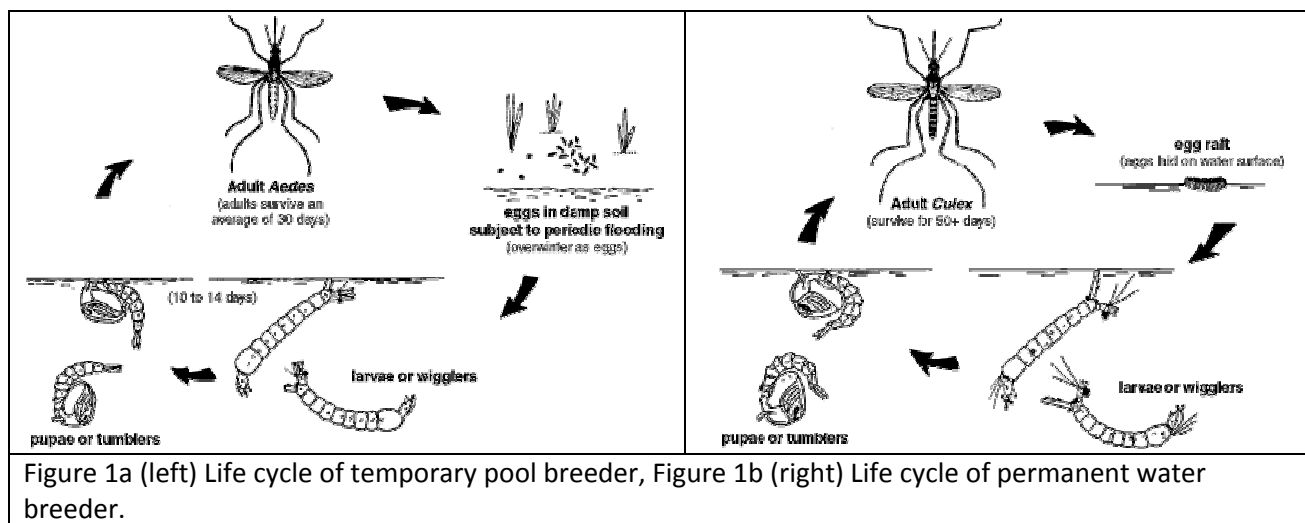 Adult Aedes
(adults survive an
average of 30 days)
eggs in damp soil
subject to periodic flooding
(overwinter as eggs)
(10 to 14 days)
larvae or wigglers
pupae or tumblers
Adult Culex
(survive for 50+ days)
egg raft
(eggs laid on water surface)
larvae or wigglers
pupae or tumblers
Figure 1a (left) Life cycle of temporary pool breeder, Figure 1b (right) Life cycle of permanent water
breeder.